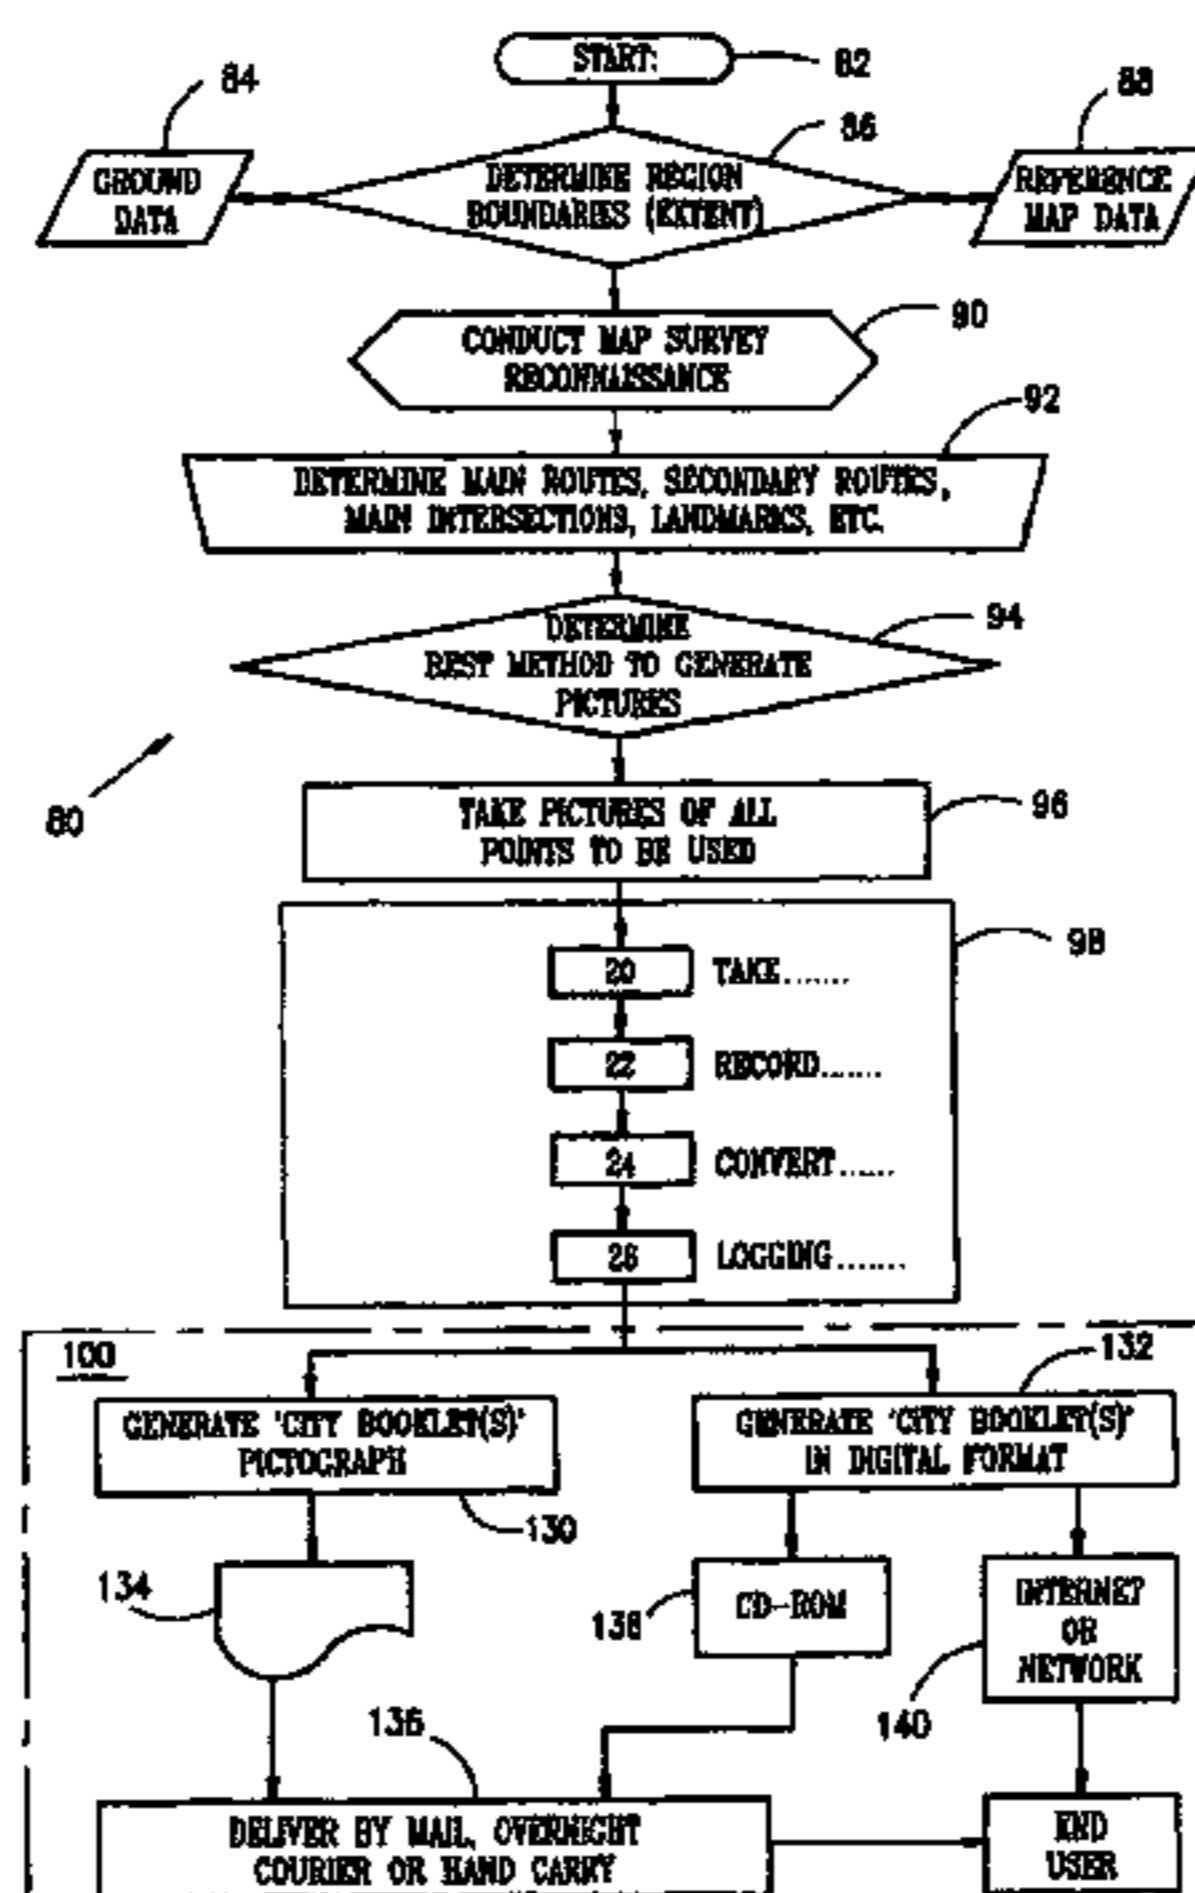 START:
82
84
86
88
GROUND
DATA
DETERMINE REGION
BOUNDARIES (EXTENT)
REFERENCE
MAP DATA
90
CONDUCT MAP SURVEY
RECONNAISSANCE
92
DETERMINE MAIN ROUTES, SECONDARY ROUTES,
MAIN INTERSECTIONS, LANDMARKS, ETC.
94
DETERMINE
BEST METHOD TO GENERATE
PICTURES
80
96
TAKE PICTURES OF ALL
POINTS TO BE USED
98
20 TAKE.......
22 RECORD.......
24 CONVERT......
26 LOGGING.......
100
132
GENERATE 'CITY BOOKLET(S)'
PICTOGRAPH
GENERATE 'CITY BOOKLET(S)'
IN DIGITAL FORMAT
130
134
138
CD-ROM
INTERNET
OR
NETWORK
140
136
DELIVER BY MAIL, OVERNIGHT
COURIER OR HAND CARRY
END
USER